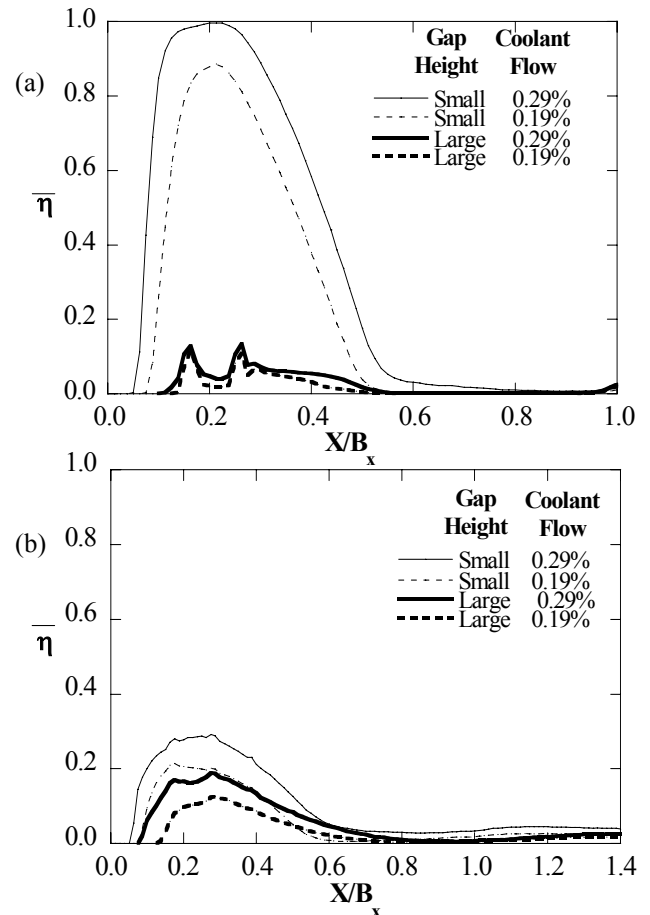 (a)
Gap Height Coolant Flow
Small 0.29%
Small 0.19%
Large 0.29%
Large 0.19%
1.0
0.8
0.6
η
0.4
0.2
0.0
0.0 0.2 0.4 0.6 0.8 1.0
X/Bx
(b)
Gap Height Coolant Flow
Small 0.29%
Small 0.19%
Large 0.29%
Large 0.19%
1.0
0.8
0.6
η
0.4
0.2
0.0
0.0 0.2 0.4 0.6 0.8 1.0 1.2 1.4
X/Bx